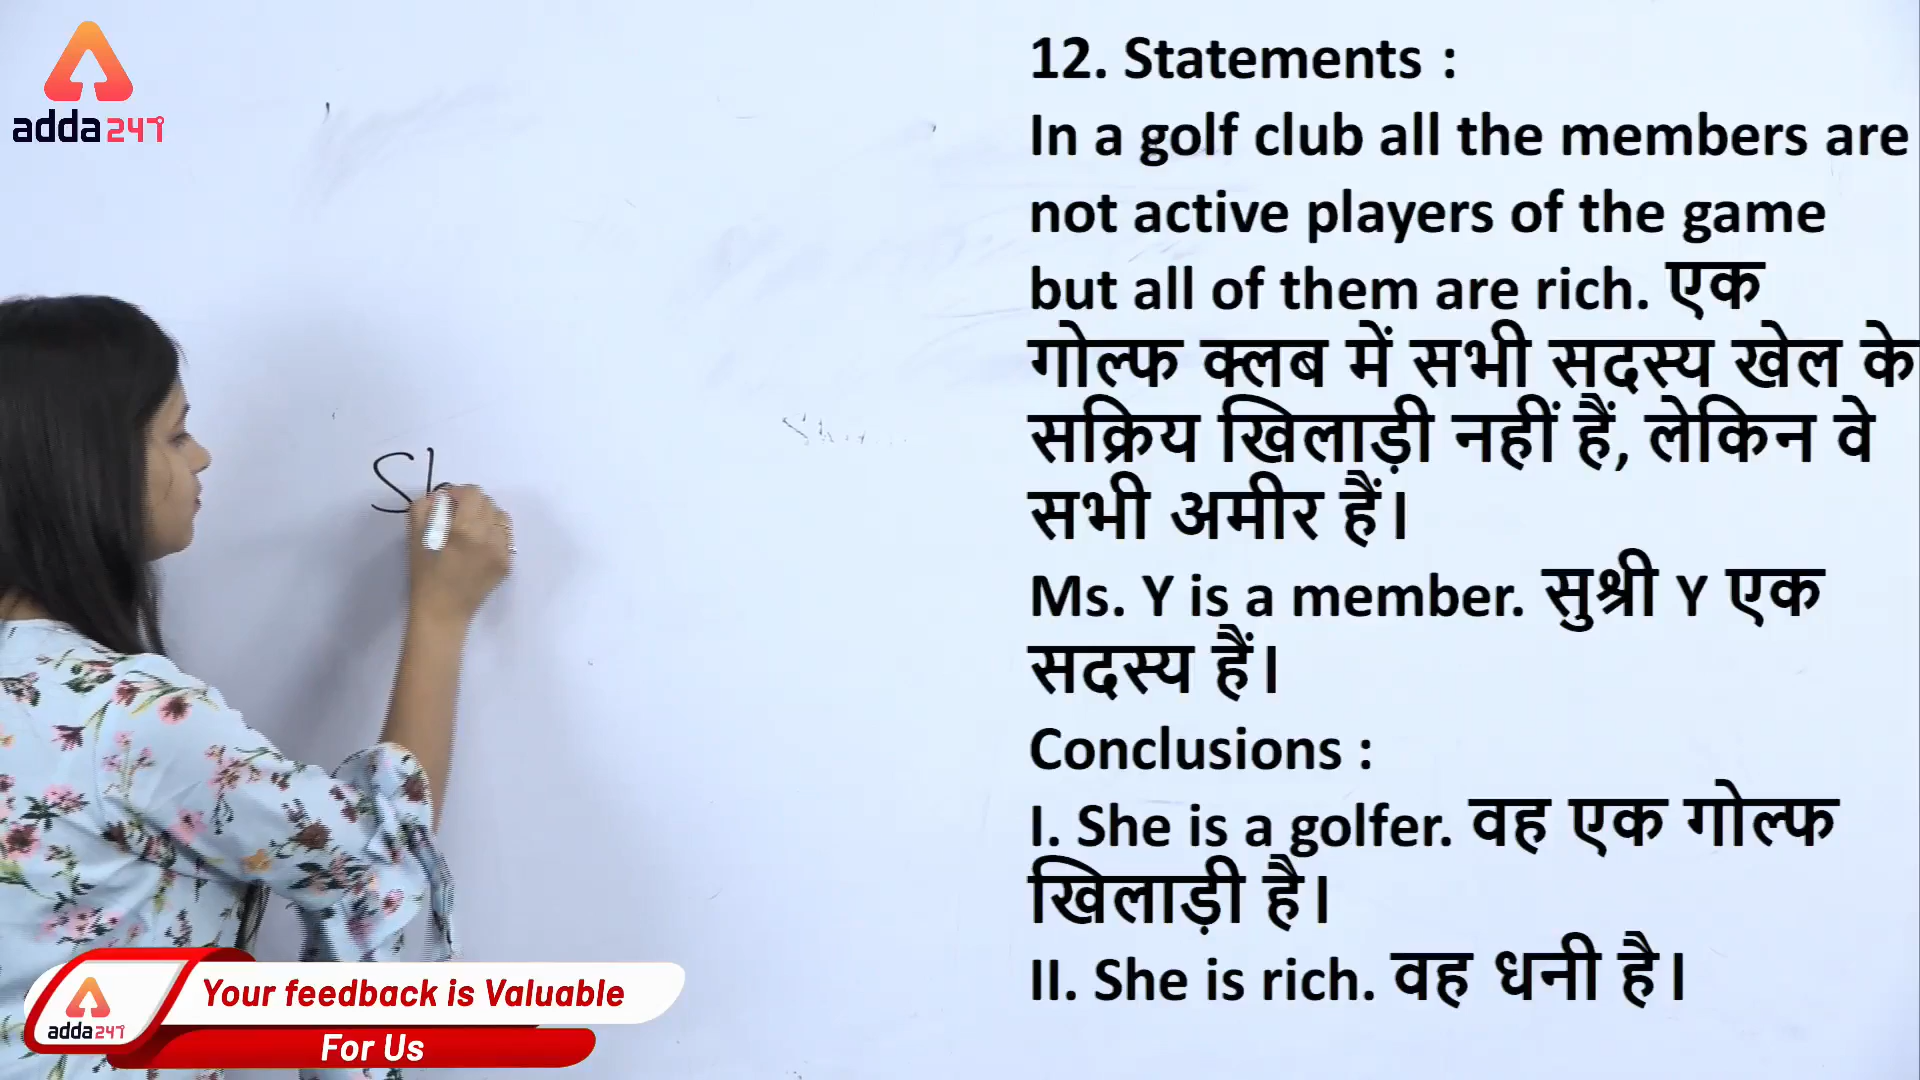 adda247
12. Statements :
In a golf club all the members are
not active players of the game
but all of them are rich. एक
गोल्फ क्लब में सभी सदस्य खेल के
सक्रिय खिलाड़ी नहीं हैं, लेकिन वे
सभी अमीर हैं।
Ms. Y is a member. सुश्री Y एक
सदस्य हैं।
Conclusions :
I. She is a golfer. वह एक गोल्फ
खिलाड़ी है।
II. She is rich. वह धनी है।
Sh
adda247
Your feedback is Valuable
For Us